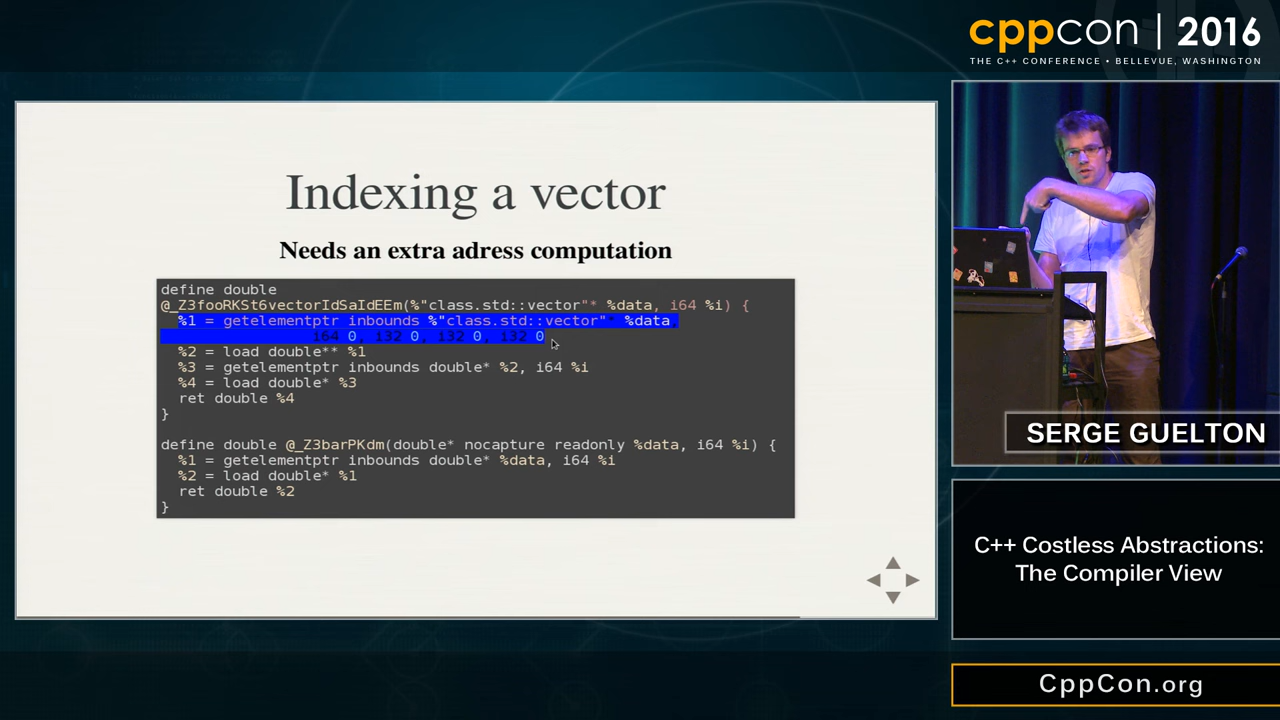 cppcon | 2016
THE C++ CONFERENCE • BELLEVUE, WASHINGTON
Indexing a vector
Needs an extra adress computation
define double
@_Z3fooRKSt6vectorIdSaIdEEm(%"class.std::vector"* %data, i64 %i) {
%1 = getelementptr inbounds %"class.std::vector"* %data,
i64 0, i32 0, i32 0, i32 0
%2 = load double** %1
%3 = getelementptr inbounds double* %2, i64 %i
%4 = load double* %3
ret double %4
}
define double @_Z3barPKdm(double* nocapture readonly %data, i64 %i) {
%1 = getelementptr inbounds double* %data, i64 %i
%2 = load double* %1
ret double %2
}
SERGE GUELTON
C++ Costless Abstractions:
The Compiler View
CppCon.org